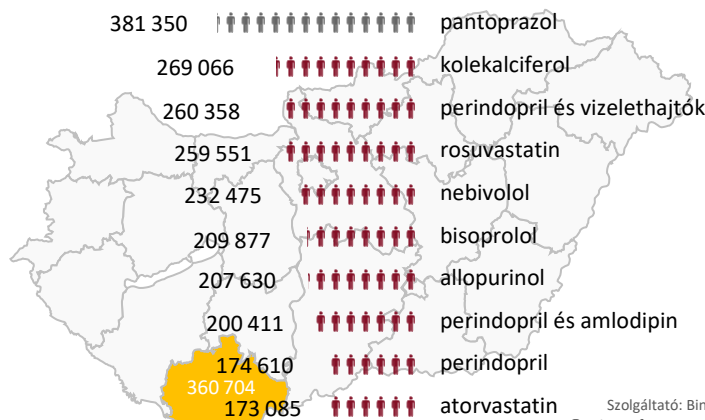 381 350 pantoprazol
269 066 kolekalciferol
260 358 perindopril és vizelethajtók
259 551 rosuvastatin
232 475 nebivolol
209 877 bisoprolol
207 630 allopurinol
200 411 perindopril és amlodipin
174 610 perindopril
360 704
173 085 atorvastatin
Szolgáltató: Bin